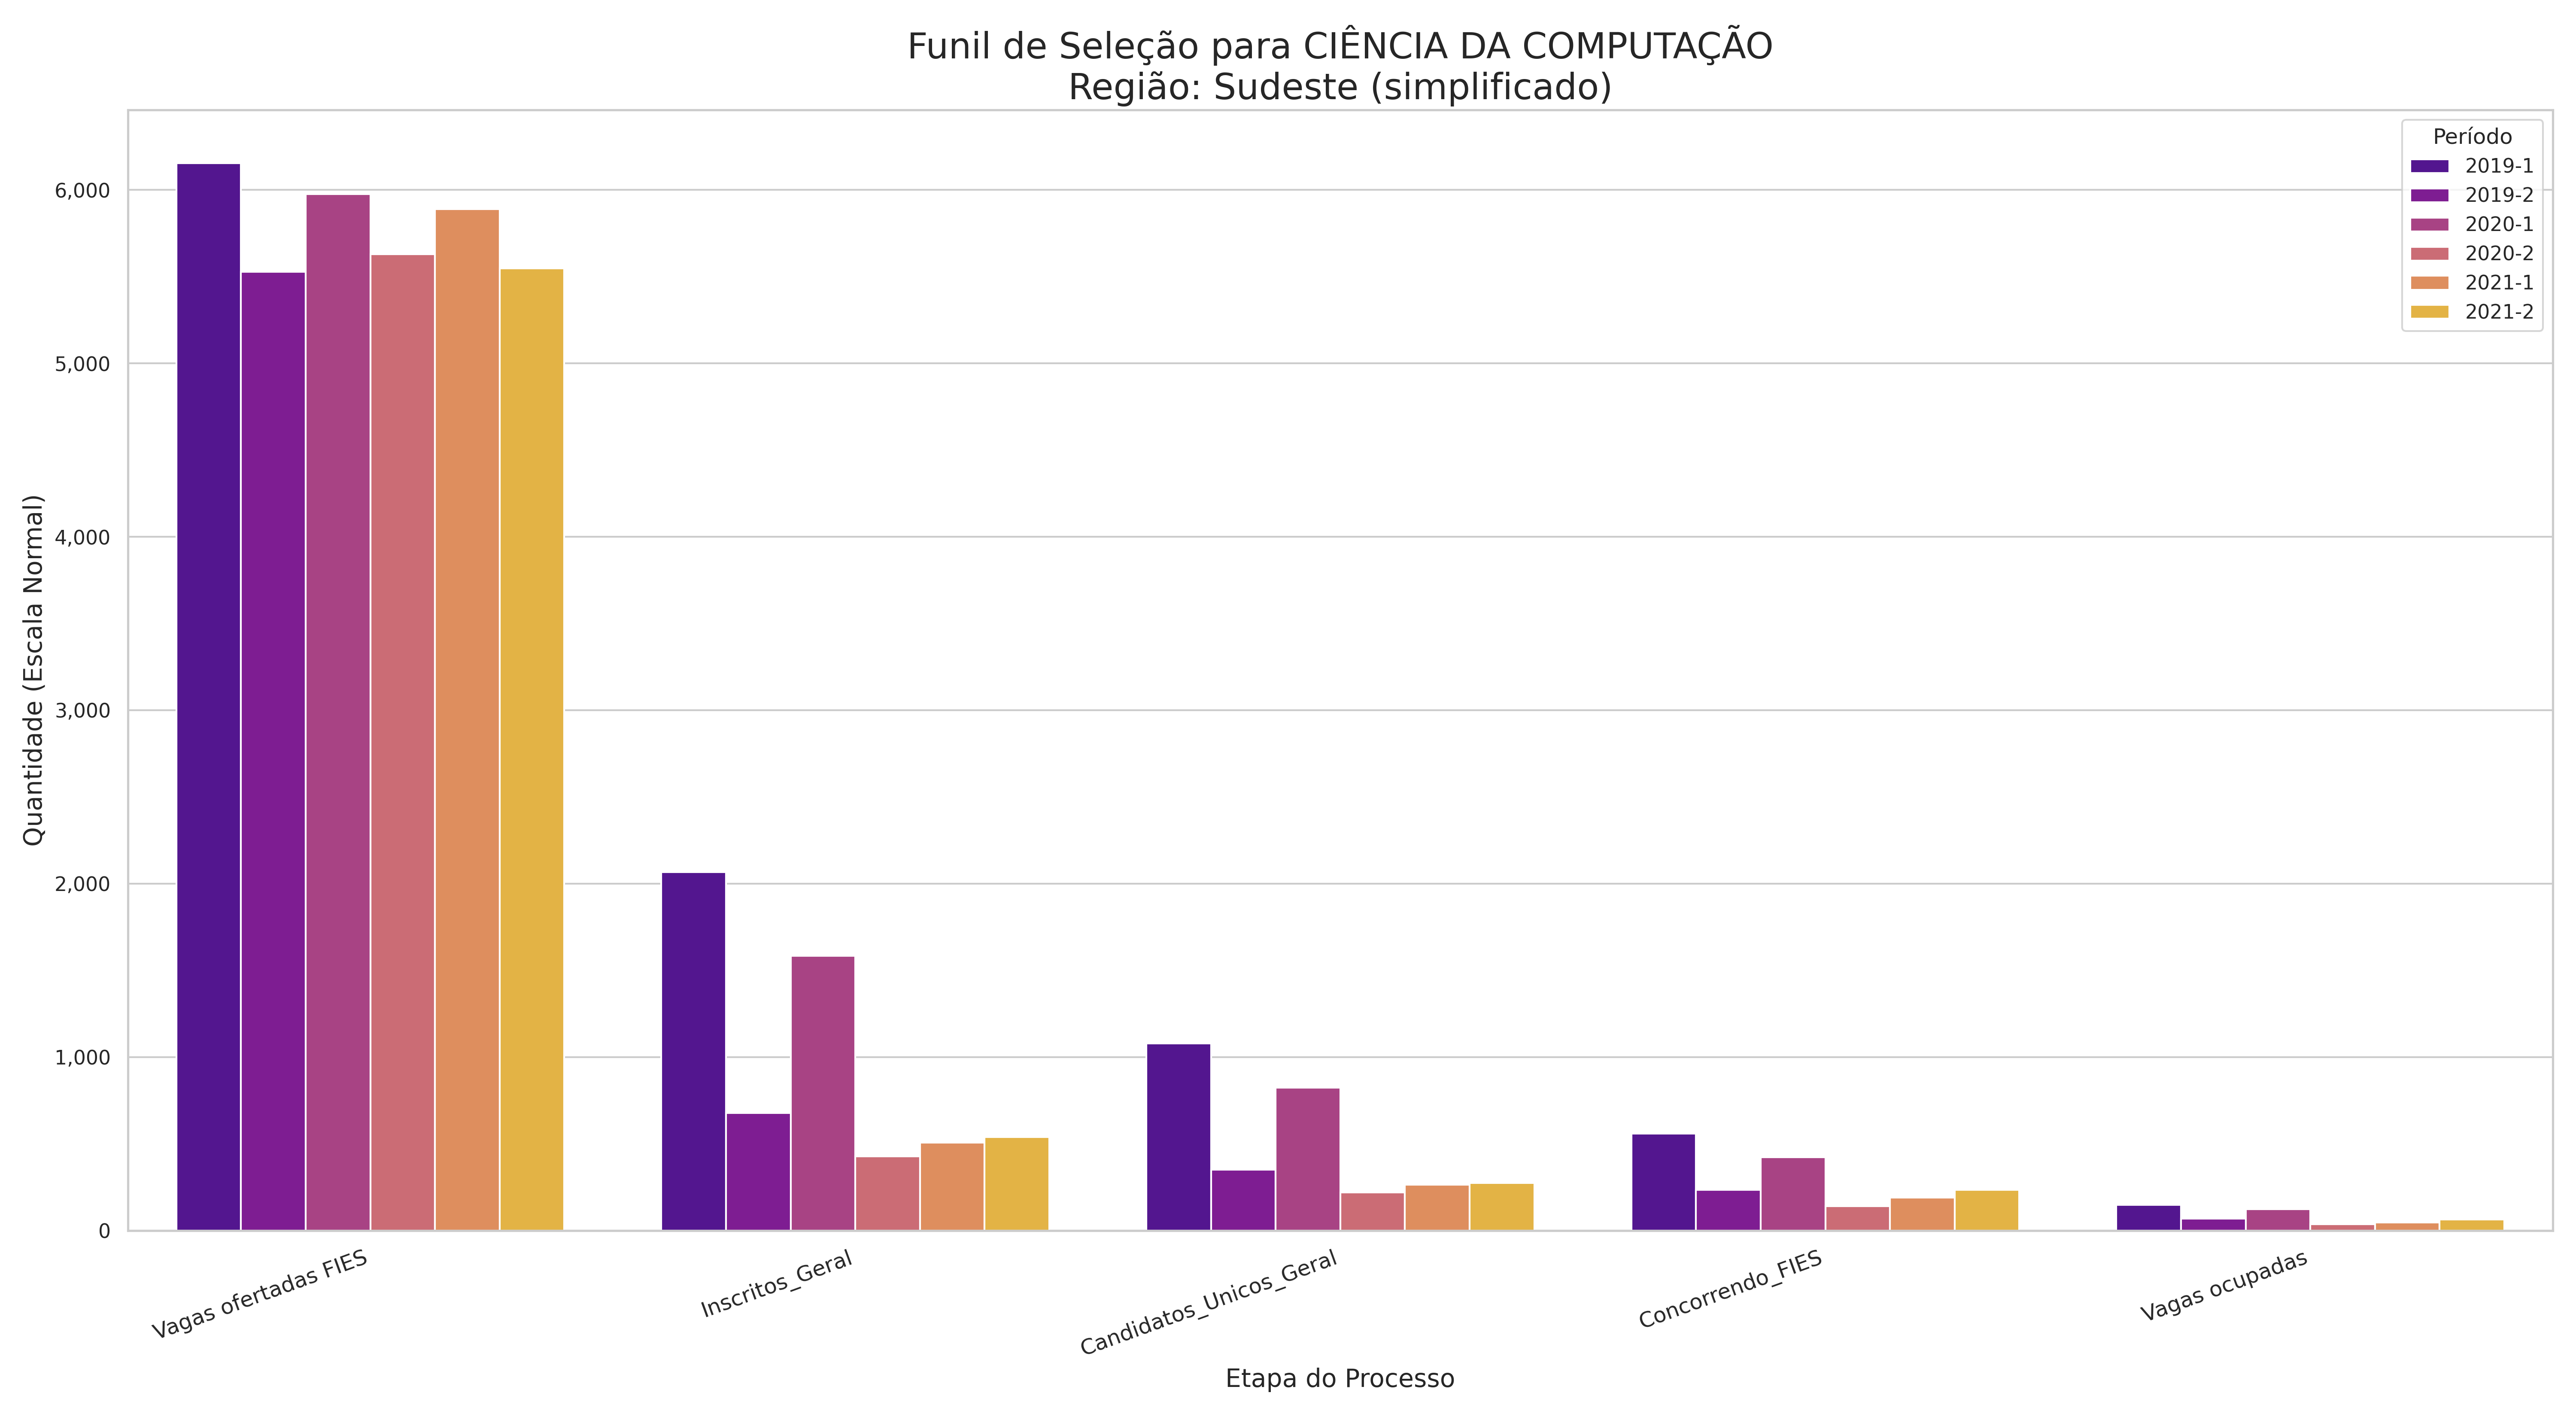 Funil de Seleção para CIÊNCIA DA COMPUTAÇÃO
Região: Sudeste (simplificado)
Período
2019-1
2019-2
2020-1
2020-2
2021-1
2021-2
Quantidade (Escala Normal)
6,000
5,000
4,000
3,000
2,000
1,000
0
Vagas ofertadas FIES
Inscritos_Geral
Candidatos_Unicos_Geral
Concorrendo_FIES
Vagas ocupadas
Etapa do Processo